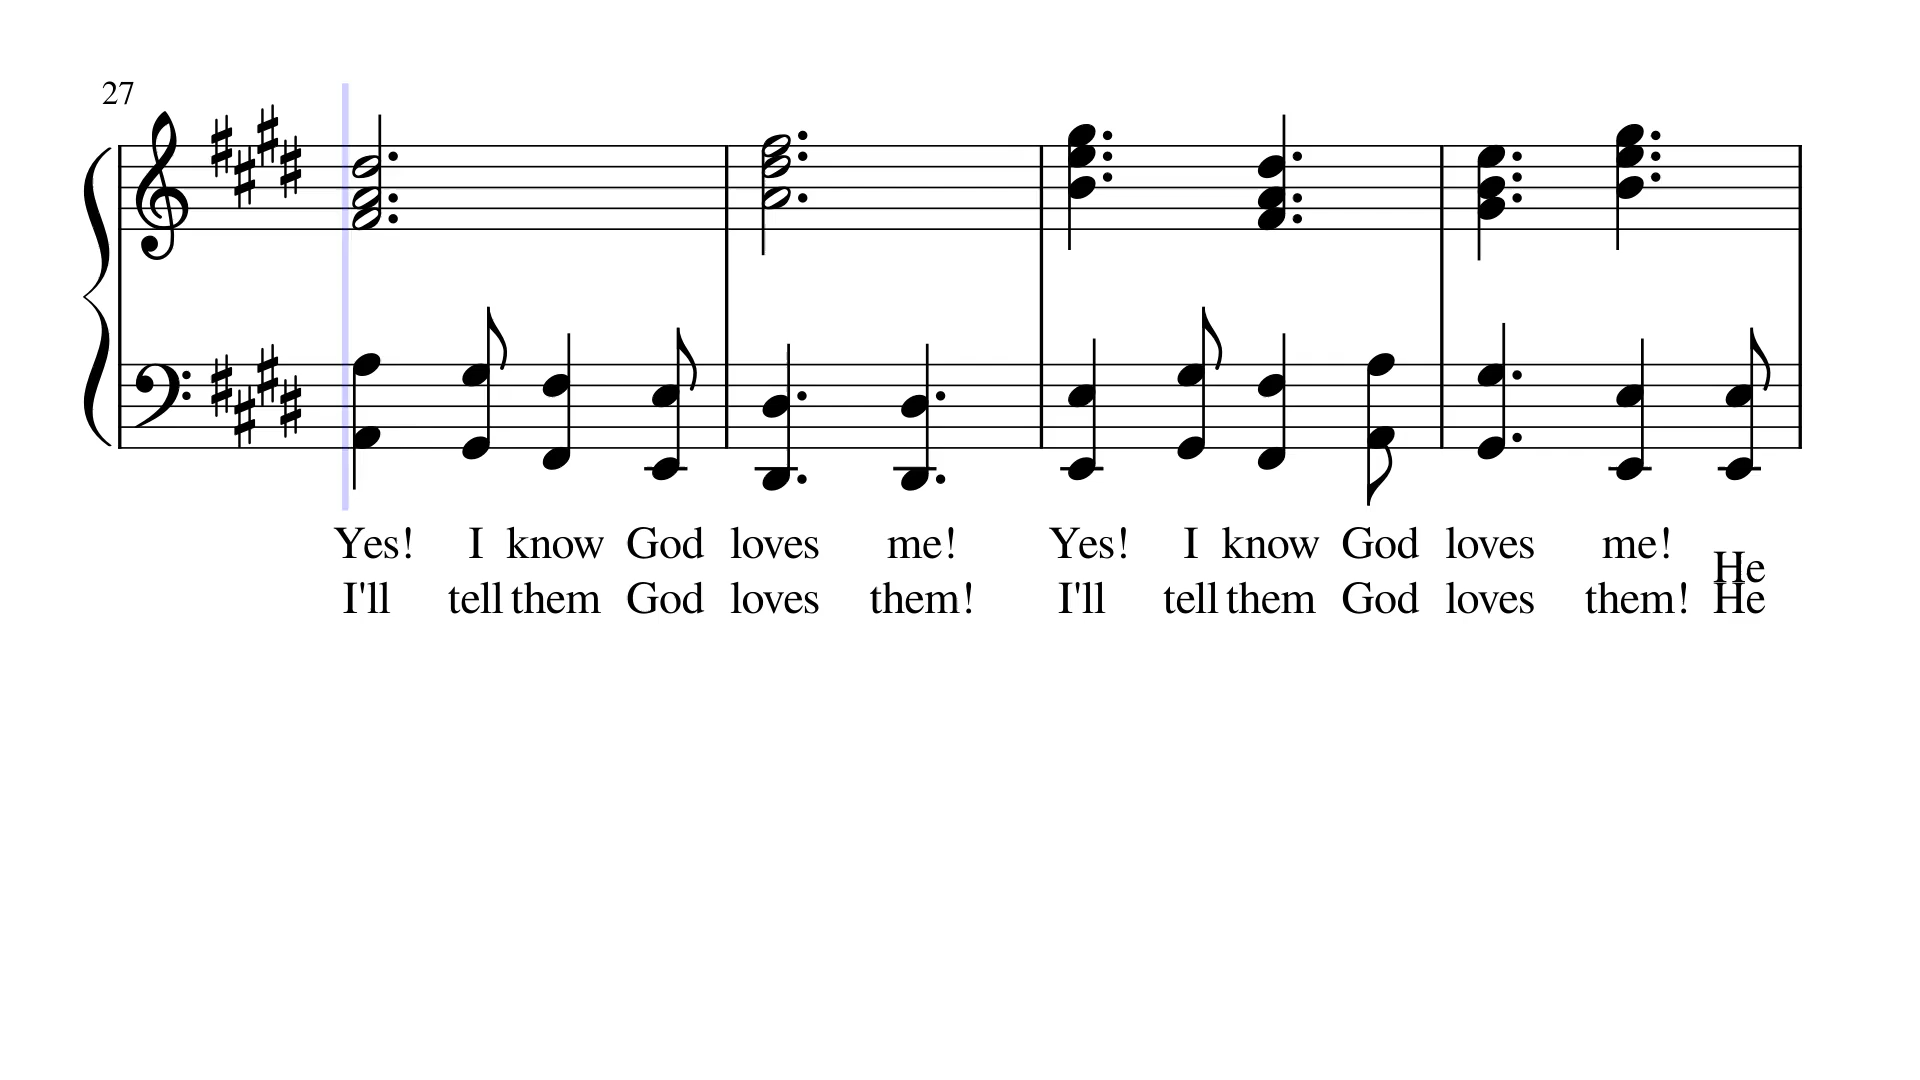 27
Yes! I know God loves me! Yes! I know God loves me! He
I'll tell them God loves them! I'll tell them God loves them! He